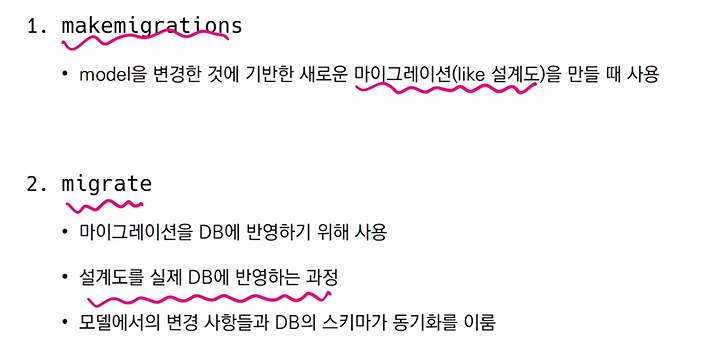 1. makemigrations
• model을 변경한 것에 기반한 새로운 마이그레이션(like 설계도)을 만들 때 사용
2. migrate
• 마이그레이션을 DB에 반영하기 위해 사용
• 설계도를 실제 DB에 반영하는 과정
• 모델에서의 변경 사항들과 DB의 스키마가 동기화를 이룸